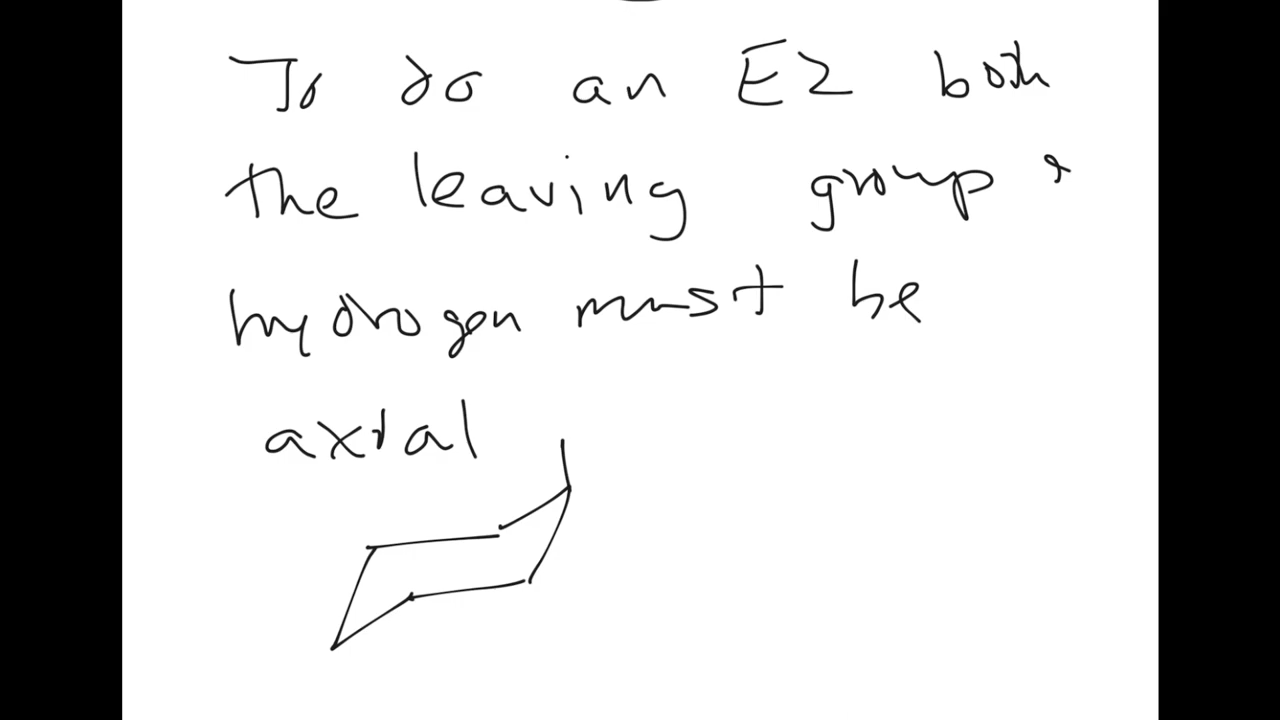 To do an E2 both
the leaving group &
hydrogen must be
axial